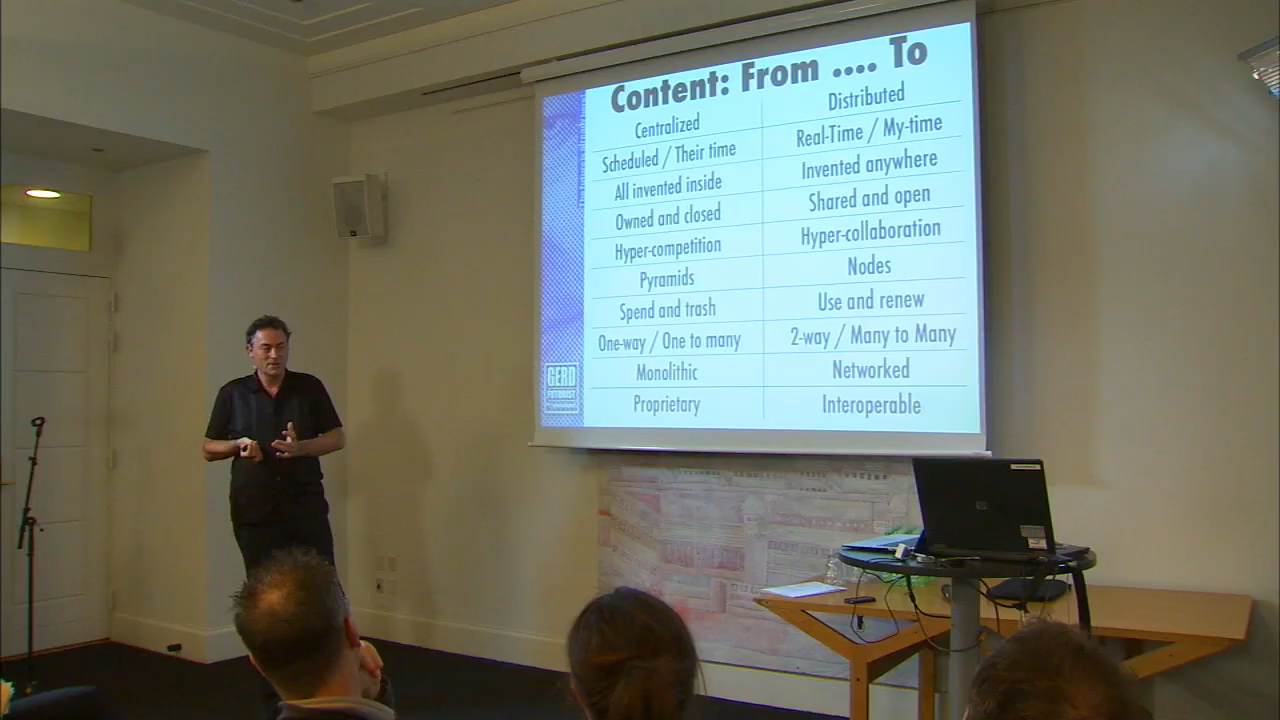 Content: From .... To
Centralized Distributed
Scheduled / Their time Real-Time / My-time
All invented inside Invented anywhere
Owned and closed Shared and open
Hyper-competition Hyper-collaboration
Pyramids Nodes
Spend and trash Use and renew
One-way / One to many 2-way / Many to Many
Monolithic Networked
Proprietary Interoperable
GERD
FUTURIST